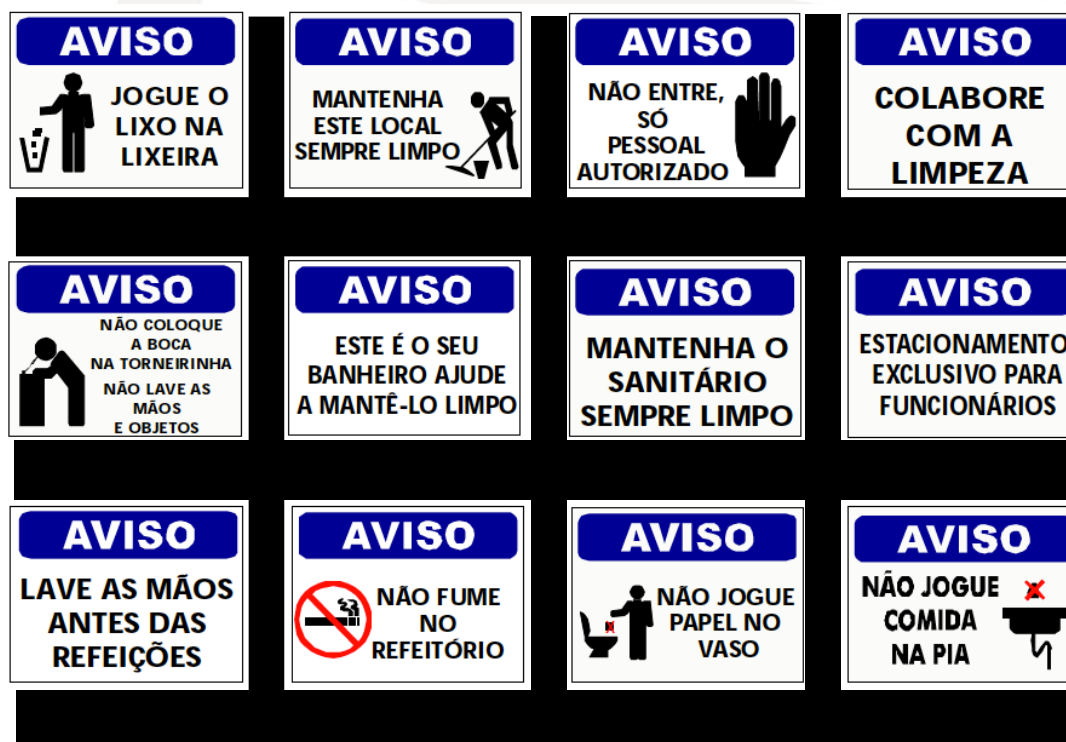 AVISO
JOGUE O
LIXO NA
LIXEIRA
AVISO
MANTENHA
ESTE LOCAL
SEMPRE LIMPO
AVISO
NÃO ENTRE,
SÓ
PESSOAL
AUTORIZADO
AVISO
COLABORE
COM A
LIMPEZA
AVISO
NÃO COLOQUE
A BOCA
NA TORNEIRINHA
NÃO LAVE AS
MÃOS
E OBJETOS
AVISO
ESTE É O SEU
BANHEIRO AJUDE
A MANTÊ-LO LIMPO
AVISO
MANTENHA O
SANITÁRIO
SEMPRE LIMPO
AVISO
ESTACIONAMENTO
EXCLUSIVO PARA
FUNCIONÁRIOS
AVISO
LAVE AS MÃOS
ANTES DAS
REFEIÇÕES
AVISO
NÃO FUME
NO
REFEITÓRIO
AVISO
NÃO JOGUE
PAPEL NO
VASO
AVISO
NÃO JOGUE
COMIDA
NA PIA